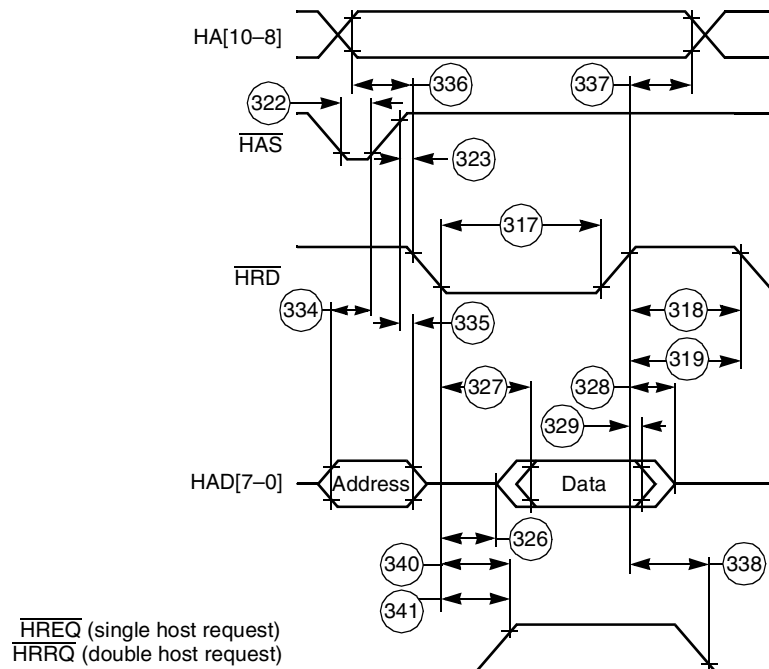 HA[10–8]
336
337
322
HAS
323
317
HRD
334
335
318
319
327
328
329
HAD[7–0]
Address
Data
326
340
338
341
HREQ (single host request)
HRRQ (double host request)